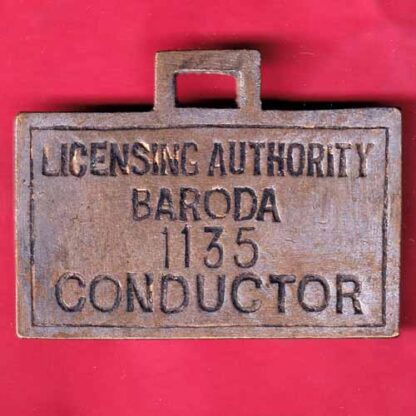 LICENSING AUTHORITY
BARODA
1135
CONDUCTOR